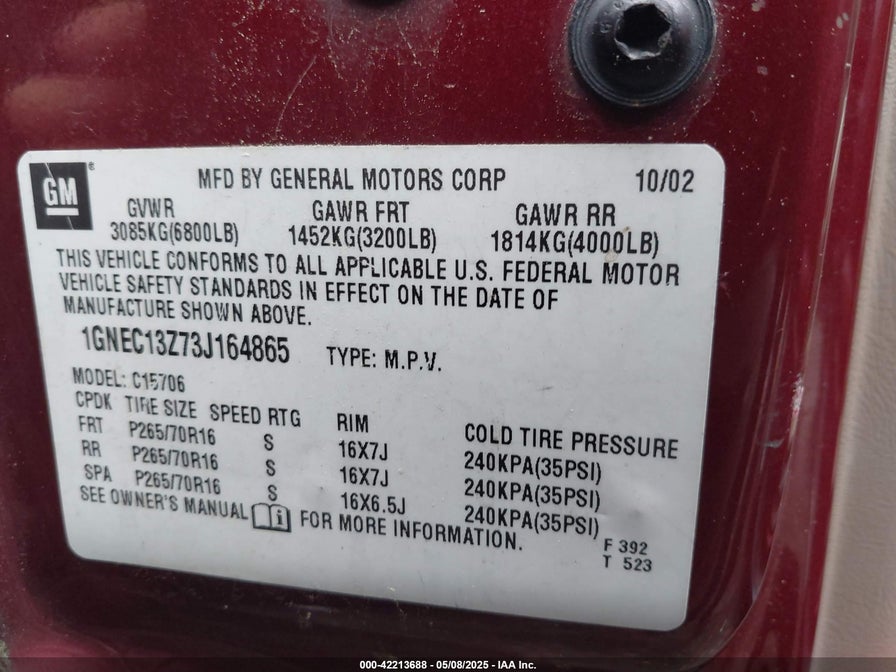 GM ®
MFD BY GENERAL MOTORS CORP 10/02
GVWR GAWR FRT GAWR RR
3085KG(6800LB) 1452KG(3200LB) 1814KG(4000LB)
THIS VEHICLE CONFORMS TO ALL APPLICABLE U.S. FEDERAL MOTOR
VEHICLE SAFETY STANDARDS IN EFFECT ON THE DATE OF
MANUFACTURE SHOWN ABOVE.
1GNEC13Z73J164865 TYPE: M.P.V.
MODEL: C15706
CPDK TIRE SIZE SPEED RTG RIM COLD TIRE PRESSURE
FRT P265/70R16 S 16X7J 240KPA(35PSI)
RR P265/70R16 S 16X7J 240KPA(35PSI)
SPA P265/70R16 S 16X6.5J 240KPA(35PSI)
SEE OWNER'S MANUAL i FOR MORE INFORMATION.
F 392
T 523
000-42213688 - 05/08/2025 - IAA Inc.